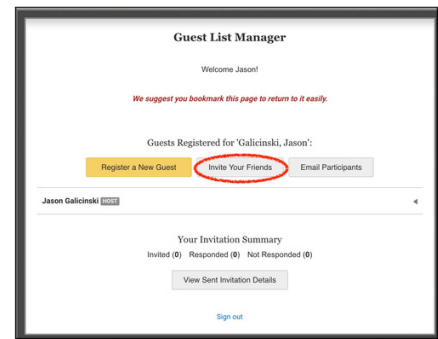 Guest List Manager
Welcome Jason!
We suggest you bookmark this page to return to it easily.
Guests Registered for 'Galicinski, Jason':
Register a New Guest Invite Your Friends Email Participants
Jason Galicinski HOST
Your Invitation Summary
Invited (0) Responded (0) Not Responded (0)
View Sent Invitation Details
Sign out